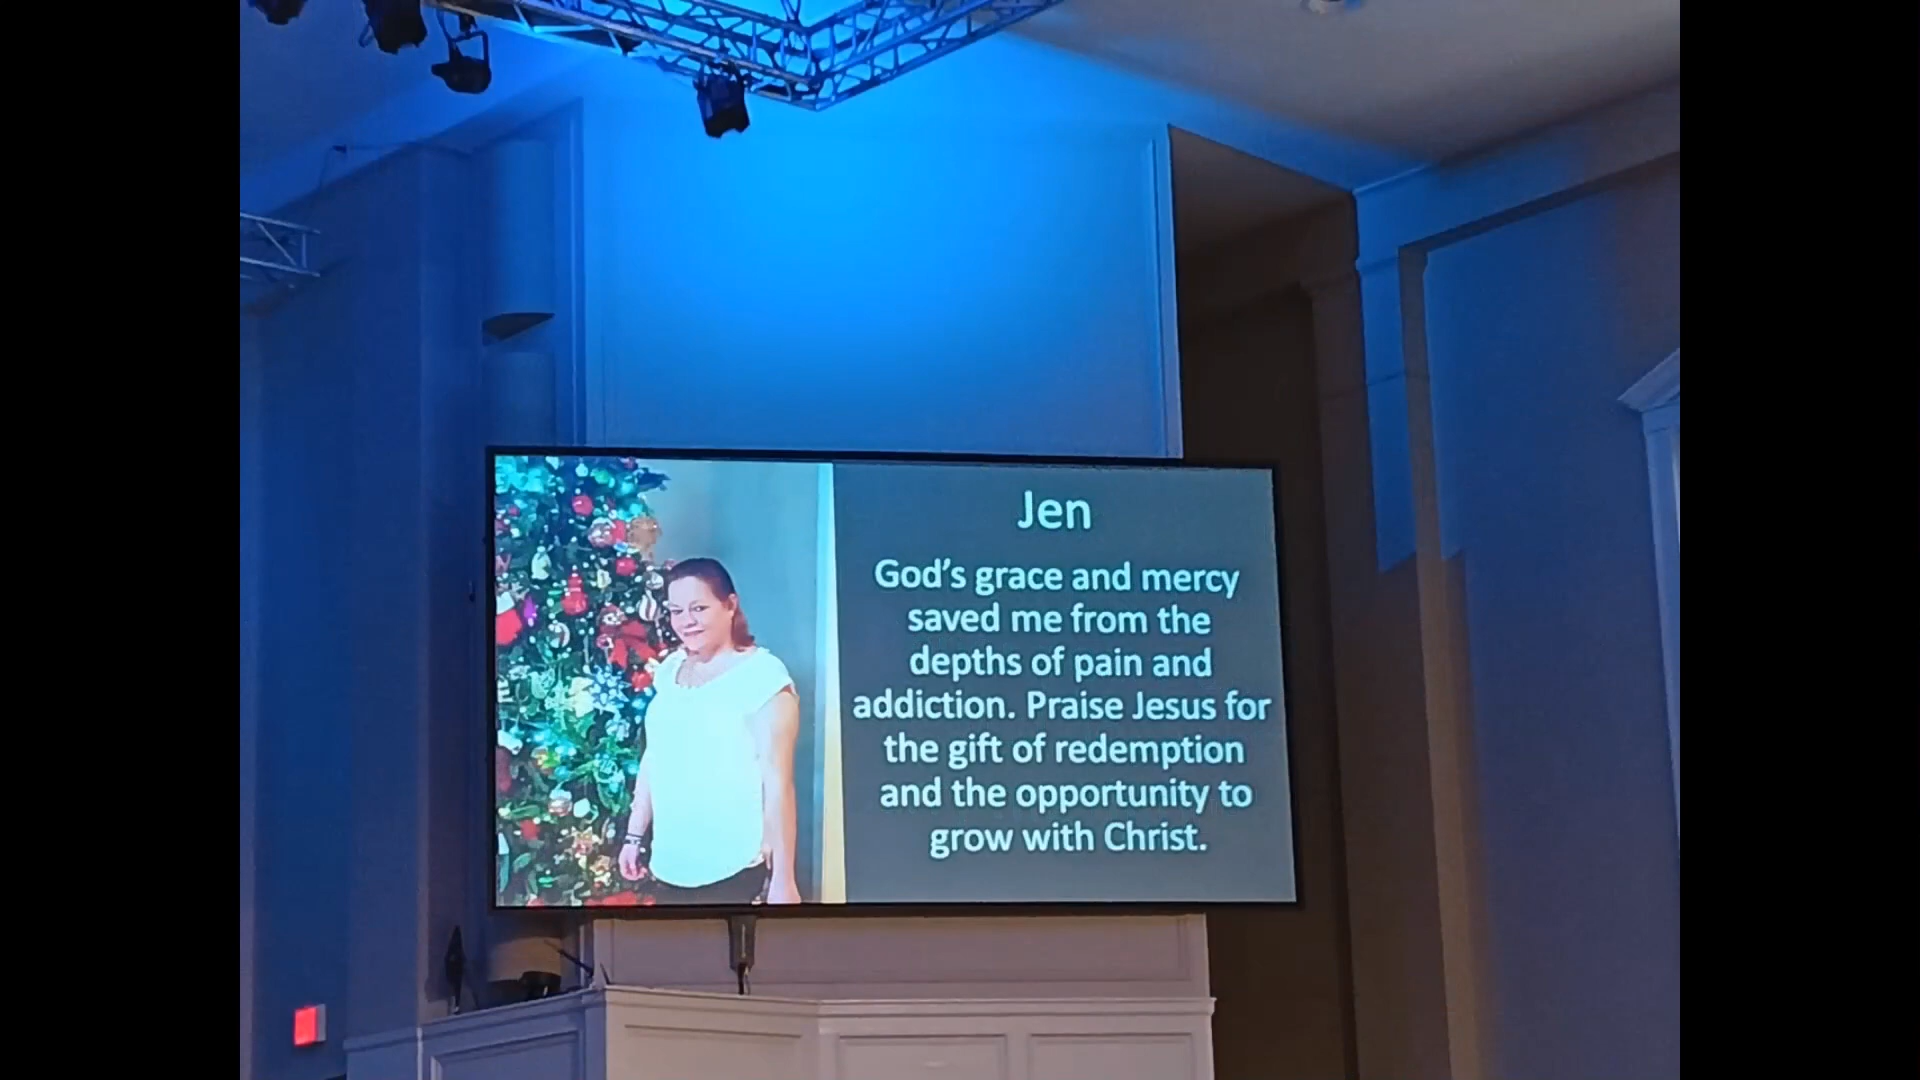 Jen
God's grace and mercy
saved me from the
depths of pain and
addiction. Praise Jesus for
the gift of redemption
and the opportunity to
grow with Christ.